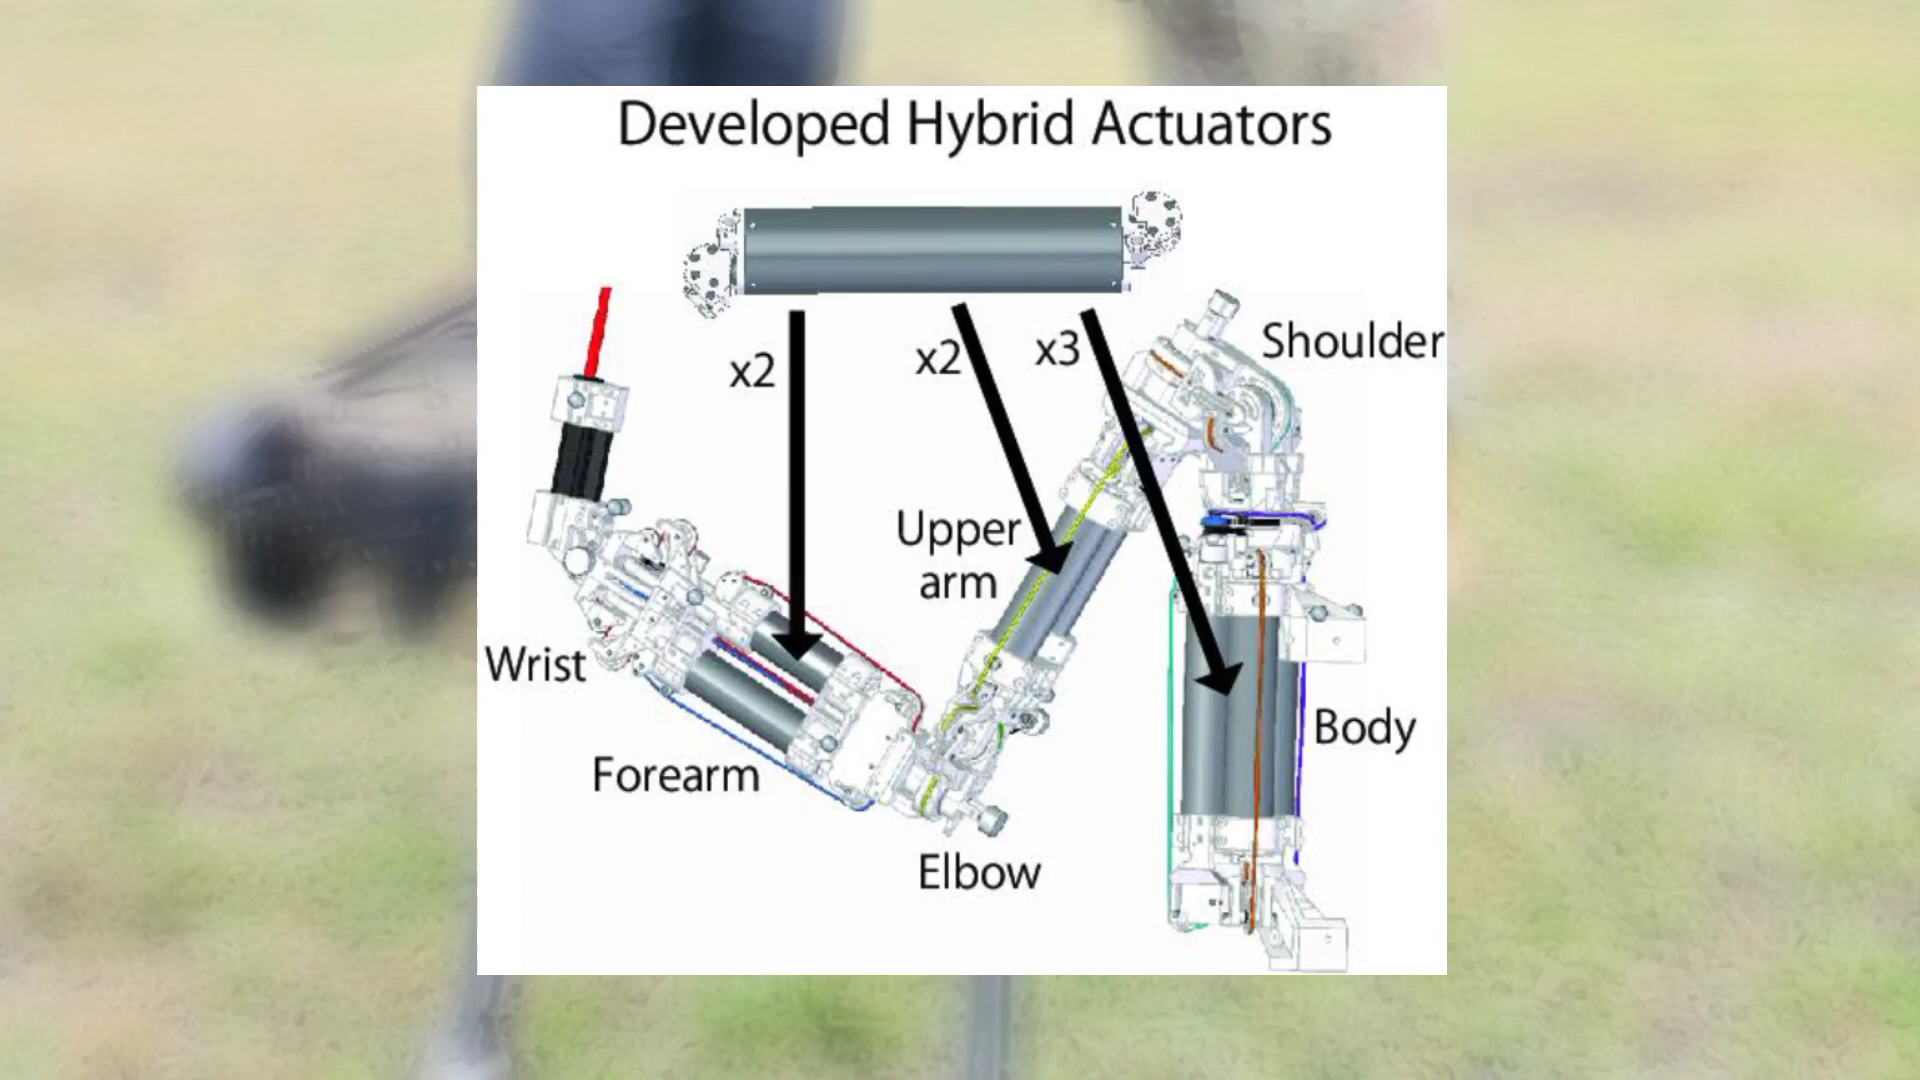 Developed Hybrid Actuators
x2
x2
x3
Shoulder
Upper
arm
Wrist
Forearm
Body
Elbow